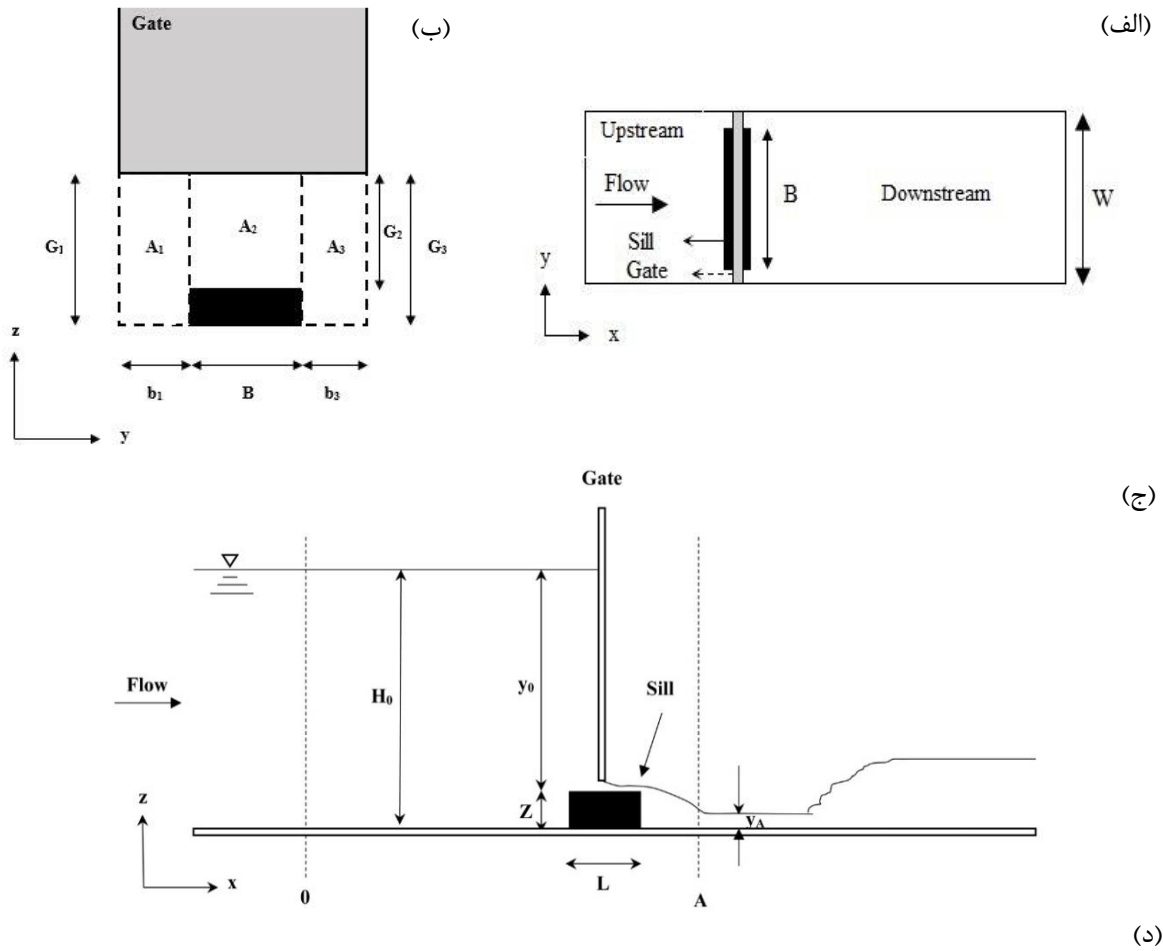 (الف)
Upstream
Flow
B
Downstream
W
Sill
Gate
y
x
(ب)
Gate
G₁
A₁
A₂
A₃
G₂
G₃
z
b₁
B
b₃
y
(ج)
Gate
Flow
H₀
y₀
Sill
Z
z
y_A
x
L
0
A
(د)